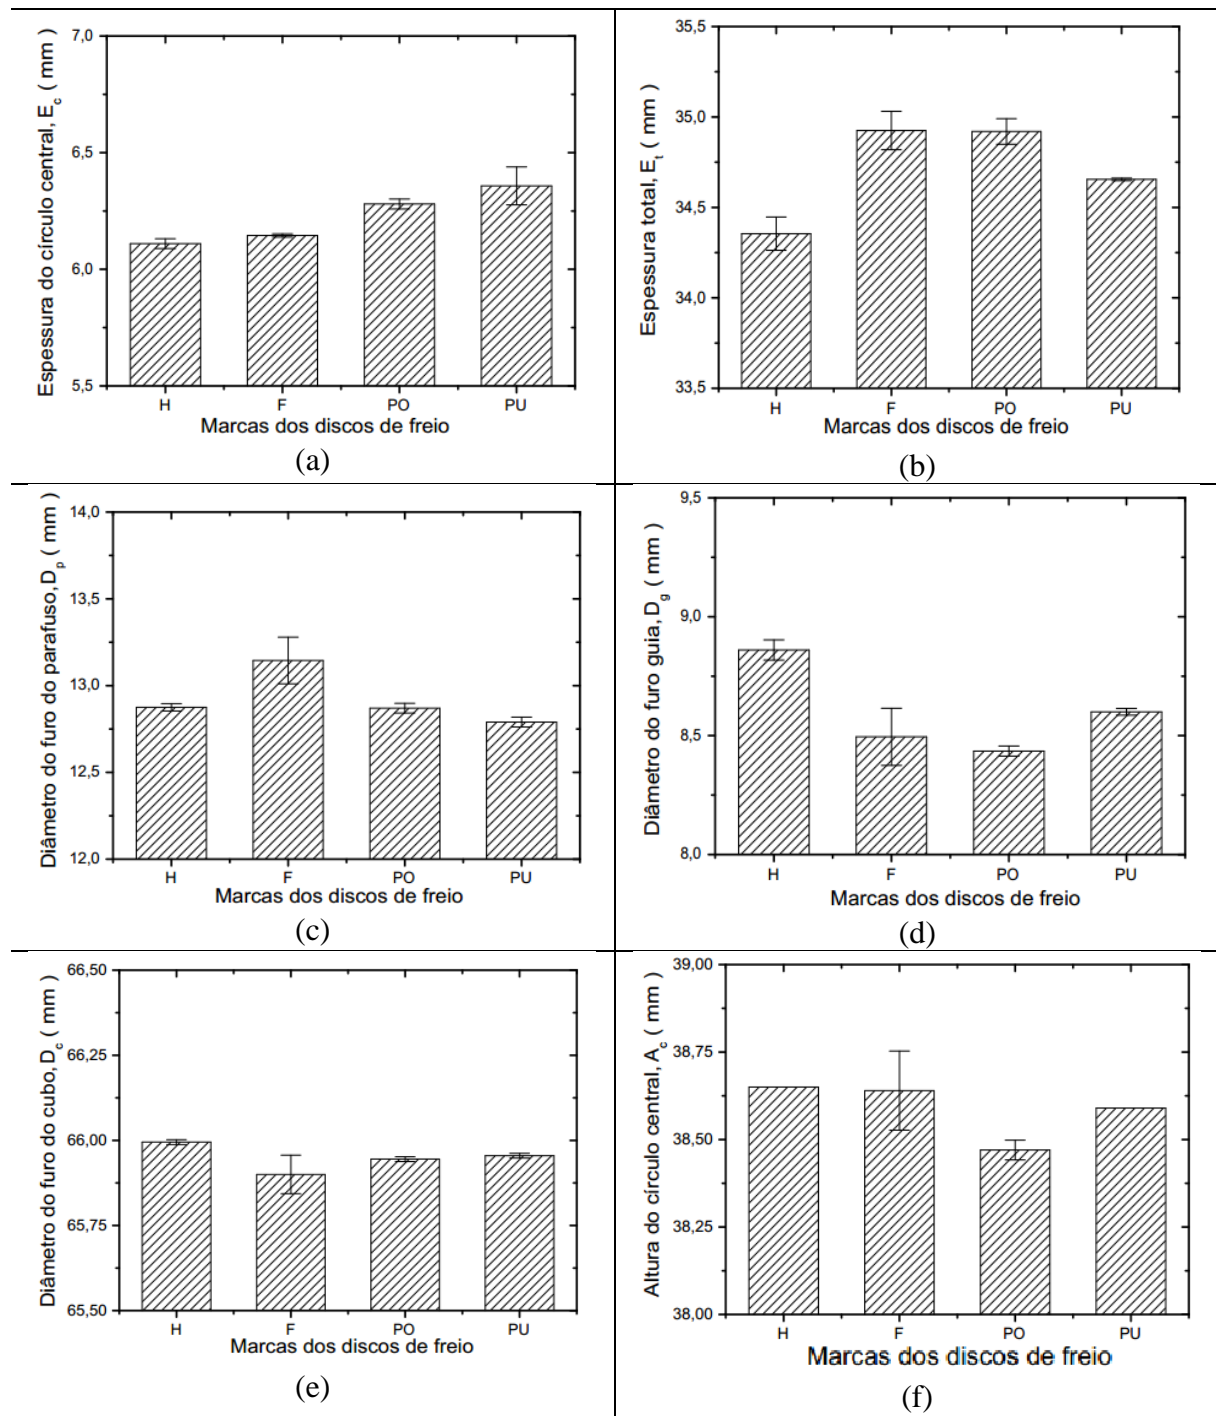 Espessura do círculo central, E_c ( mm )
7,0
6,5
6,0
5,5
H F PO PU
Marcas dos discos de freio
(a)
Espessura total, E_t ( mm )
35,5
35,0
34,5
34,0
33,5
H F PO PU
Marcas dos discos de freio
(b)
Diâmetro do furo do parafuso, D_p ( mm )
14,0
13,5
13,0
12,5
12,0
H F PO PU
Marcas dos discos de freio
(c)
Diâmetro do furo guia, D_g ( mm )
9,5
9,0
8,5
8,0
H F PO PU
Marcas dos discos de freio
(d)
Diâmetro do furo do cubo, D_c ( mm )
66,50
66,25
66,00
65,75
65,50
H F PO PU
Marcas dos discos de freio
(e)
Altura do círculo central, A_c ( mm )
39,00
38,75
38,50
38,25
38,00
H F PO PU
Marcas dos discos de freio
(f)